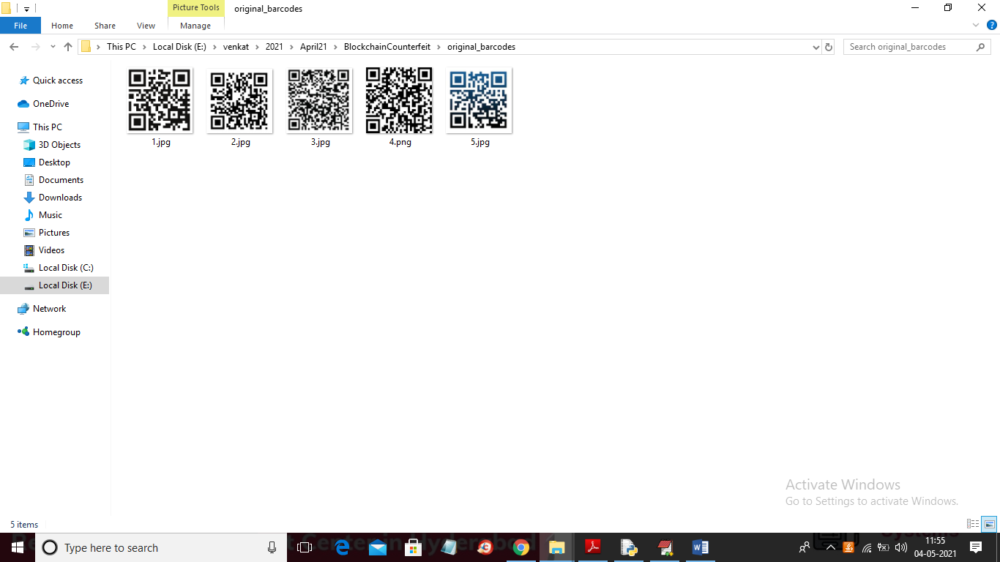 Picture Tools
original_barcodes
File
Home
Share
View
Manage
This PC
Local Disk (E:)
venkat
2021
April21
BlockchainCounterfeit
original_barcodes
Search original_barcodes
Quick access
OneDrive
This PC
3D Objects
Desktop
Documents
Downloads
Music
Pictures
Videos
Local Disk (C:)
Local Disk (E:)
Network
Homegroup
1.jpg
2.jpg
3.jpg
4.png
5.jpg
Activate Windows
Go to Settings to activate Windows.
5 items
Type here to search
11:55
04-05-2021